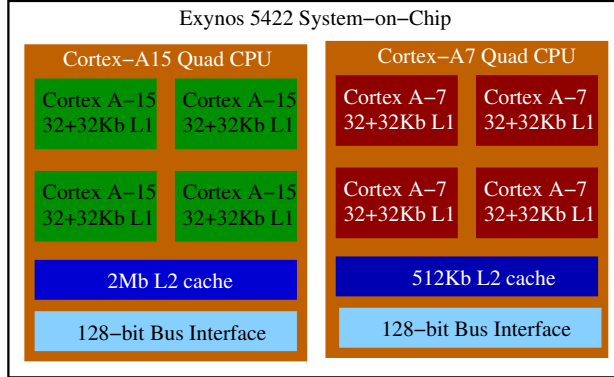 Exynos 5422 System−on−Chip
Cortex−A15 Quad CPU
Cortex A−15
32+32Kb L1
Cortex A−15
32+32Kb L1
Cortex A−15
32+32Kb L1
Cortex A−15
32+32Kb L1
2Mb L2 cache
128−bit Bus Interface
Cortex−A7 Quad CPU
Cortex A−7
32+32Kb L1
Cortex A−7
32+32Kb L1
Cortex A−7
32+32Kb L1
Cortex A−7
32+32Kb L1
512Kb L2 cache
128−bit Bus Interface